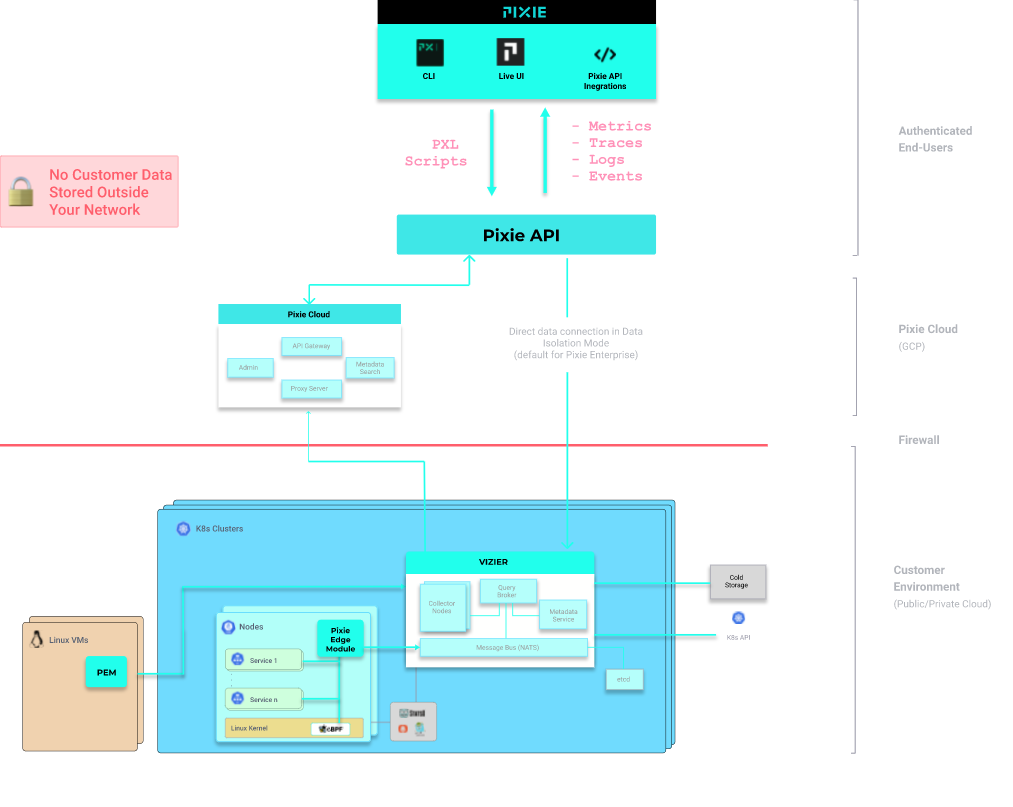 PIXIE
CLI
Live UI
Pixie API
Inegrations
PXL
Scripts
- Metrics
- Traces
- Logs
- Events
Authenticated
End-Users
No Customer Data
Stored Outside
Your Network
Pixie API
Pixie Cloud
API Gateway
Admin
Metadata
Search
Proxy Server
Direct data connection in Data
Isolation Mode
(default for Pixie Enterprise)
Pixie Cloud
(GCP)
Firewall
K8s Clusters
VIZIER
Query
Broker
Collector
Nodes
Metadata
Service
Message Bus (NATS)
Cold
Storage
K8s API
etcd
Customer
Environment
(Public/Private Cloud)
Linux VMs
PEM
Nodes
Pixie
Edge
Module
Service 1
Service n
Linux Kernel
eBPF